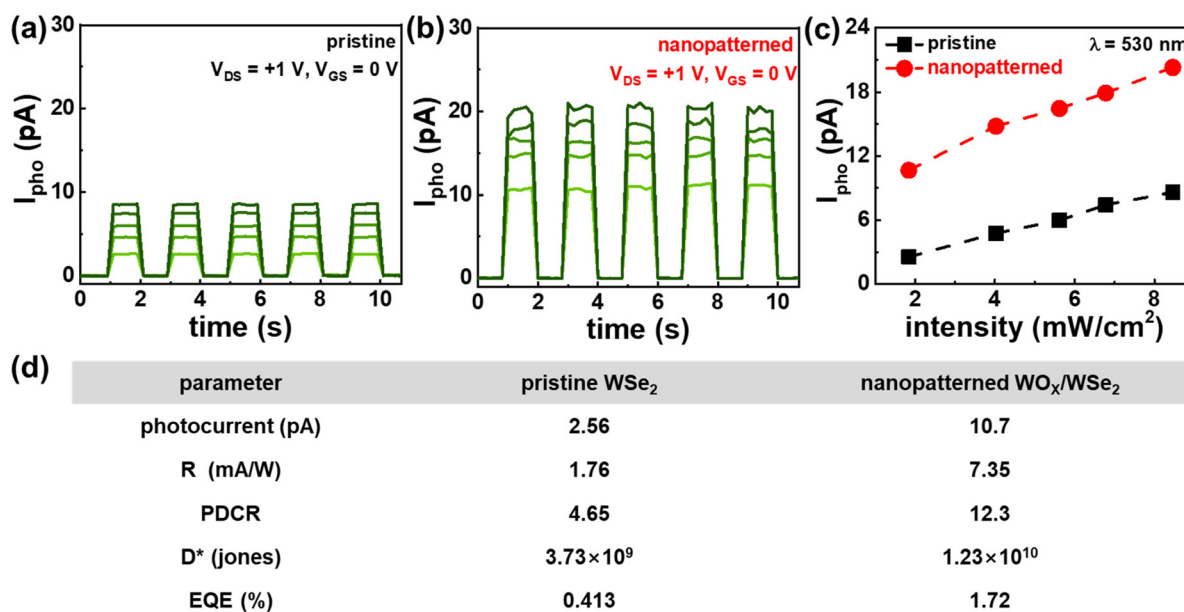 (a)
30
20
10
0
I_pho (pA)
pristine
V_DS = +1 V, V_GS = 0 V
0 2 4 6 8 10
time (s)
(b)
30
20
10
0
I_pho (pA)
nanopatterned
V_DS = +1 V, V_GS = 0 V
0 2 4 6 8 10
time (s)
(c)
24
18
12
6
0
I_pho (pA)
pristine
nanopatterned
λ = 530 nm
2 4 6 8
intensity (mW/cm²)
(d)
parameter pristine WSe₂ nanopatterned WOₓ/WSe₂
photocurrent (pA) 2.56 10.7
R (mA/W) 1.76 7.35
PDCR 4.65 12.3
D* (jones) 3.73×10⁹ 1.23×10¹⁰
EQE (%) 0.413 1.72